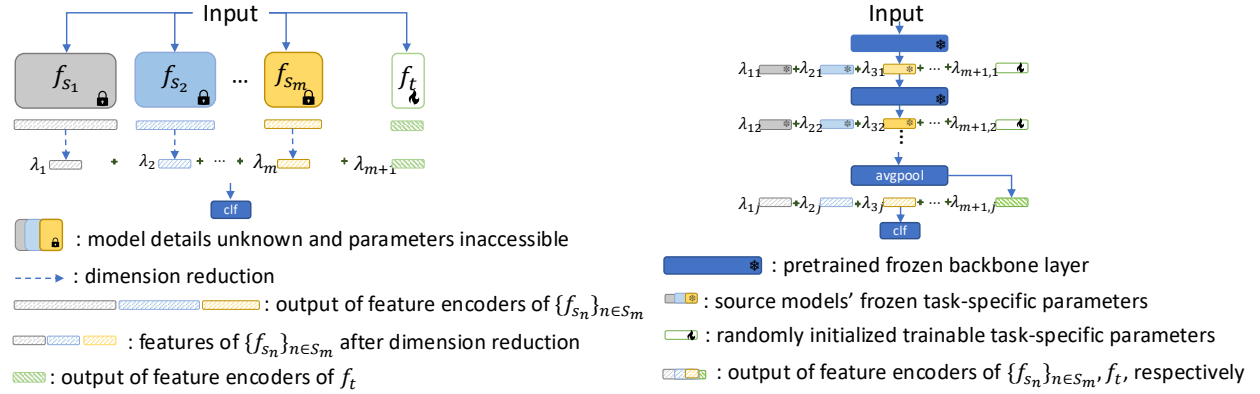 Input
f_{s_1} f_{s_2} ... f_{s_m} f_t
λ_1 + λ_2 + ... + λ_m + λ_{m+1}
clf
: model details unknown and parameters inaccessible
: dimension reduction
: output of feature encoders of {f_{s_n}}_{n∈S_m}
: features of {f_{s_n}}_{n∈S_m} after dimension reduction
: output of feature encoders of f_t
Input
λ_{11} +λ_{21} +λ_{31} + ... +λ_{m+1,1}
λ_{12} +λ_{22} +λ_{32} + ... +λ_{m+1,2}
⋮
avgpool
λ_{1j} +λ_{2j} +λ_{3j} + ... +λ_{m+1,j}
clf
: pretrained frozen backbone layer
: source models' frozen task-specific parameters
: randomly initialized trainable task-specific parameters
: output of feature encoders of {f_{s_n}}_{n∈S_m}, f_t, respectively